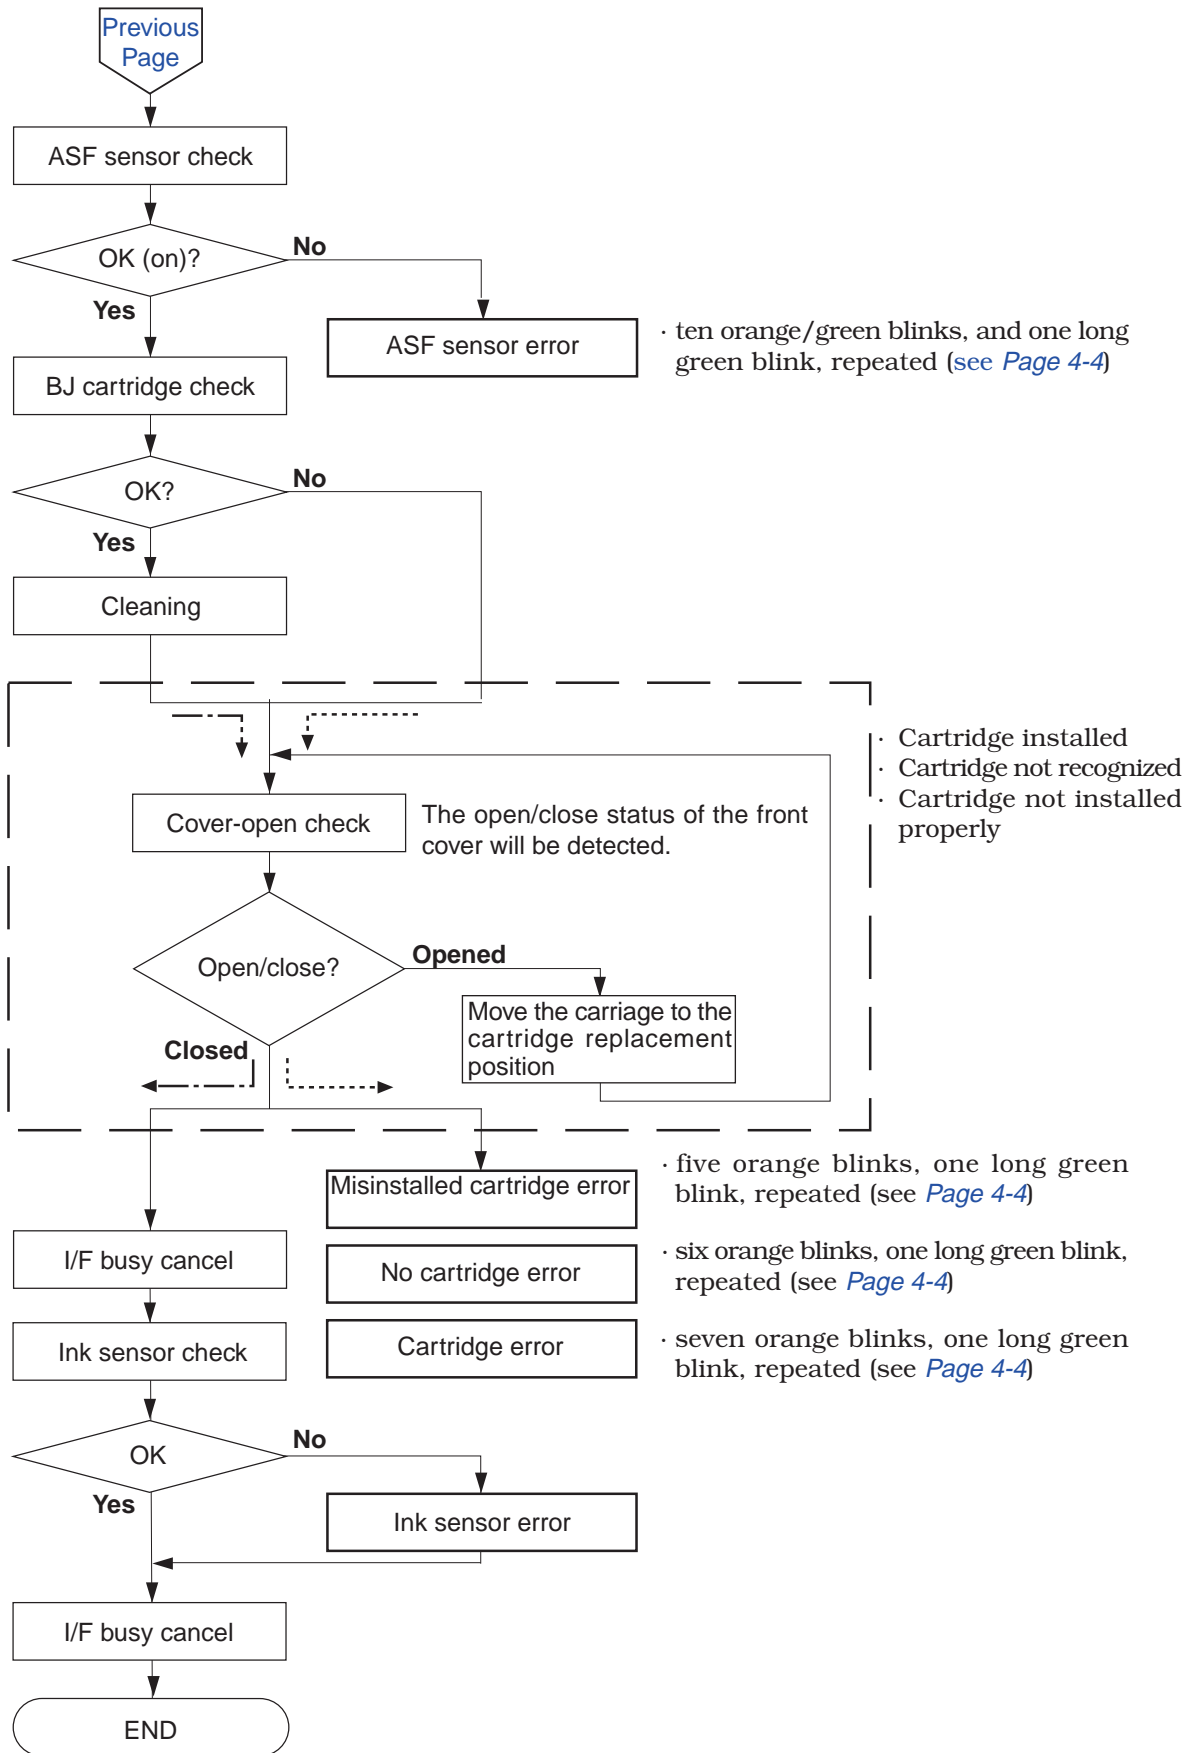 Previous
Page
ASF sensor check
OK (on)?
No
Yes
ASF sensor error
· ten orange/green blinks, and one long
green blink, repeated (see Page 4-4)
BJ cartridge check
OK?
No
Yes
Cleaning
· Cartridge installed
· Cartridge not recognized
· Cartridge not installed
properly
Cover-open check
The open/close status of the front
cover will be detected.
Open/close?
Opened
Move the carriage to the
cartridge replacement
position
Closed
Misinstalled cartridge error
· five orange blinks, one long green
blink, repeated (see Page 4-4)
I/F busy cancel
No cartridge error
· six orange blinks, one long green blink,
repeated (see Page 4-4)
Ink sensor check
Cartridge error
· seven orange blinks, one long green
blink, repeated (see Page 4-4)
OK
No
Yes
Ink sensor error
I/F busy cancel
END